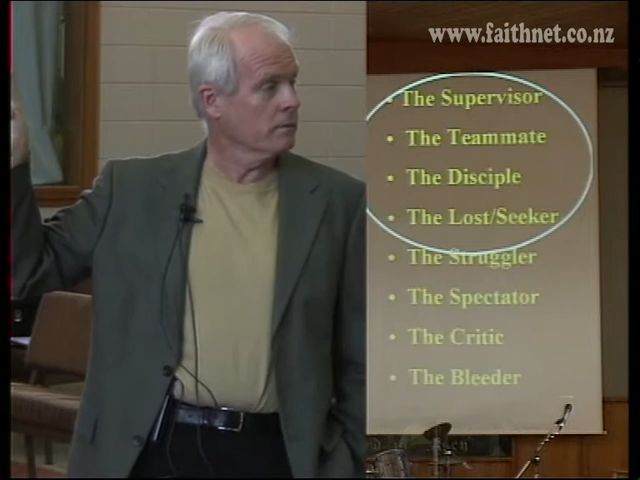 www.faithnet.co.nz
• The Supervisor
• The Teammate
• The Disciple
• The Lost/Seeker
• The Struggler
• The Spectator
• The Critic
• The Bleeder